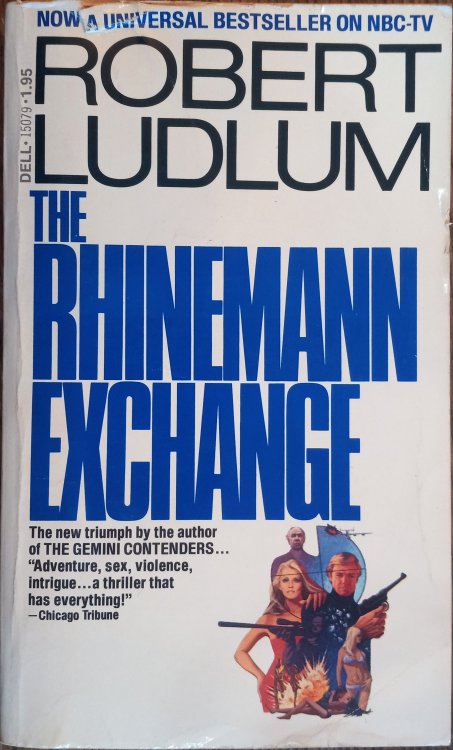 NOW A UNIVERSAL BESTSELLER ON NBC-TV
DELL • 15079 • 1.95
ROBERT
LUDLUM
THE
RHINEMANN
EXCHANGE
The new triumph by the author
of THE GEMINI CONTENDERS...
“Adventure, sex, violence,
intrigue...a thriller that
has everything!”
—Chicago Tribune